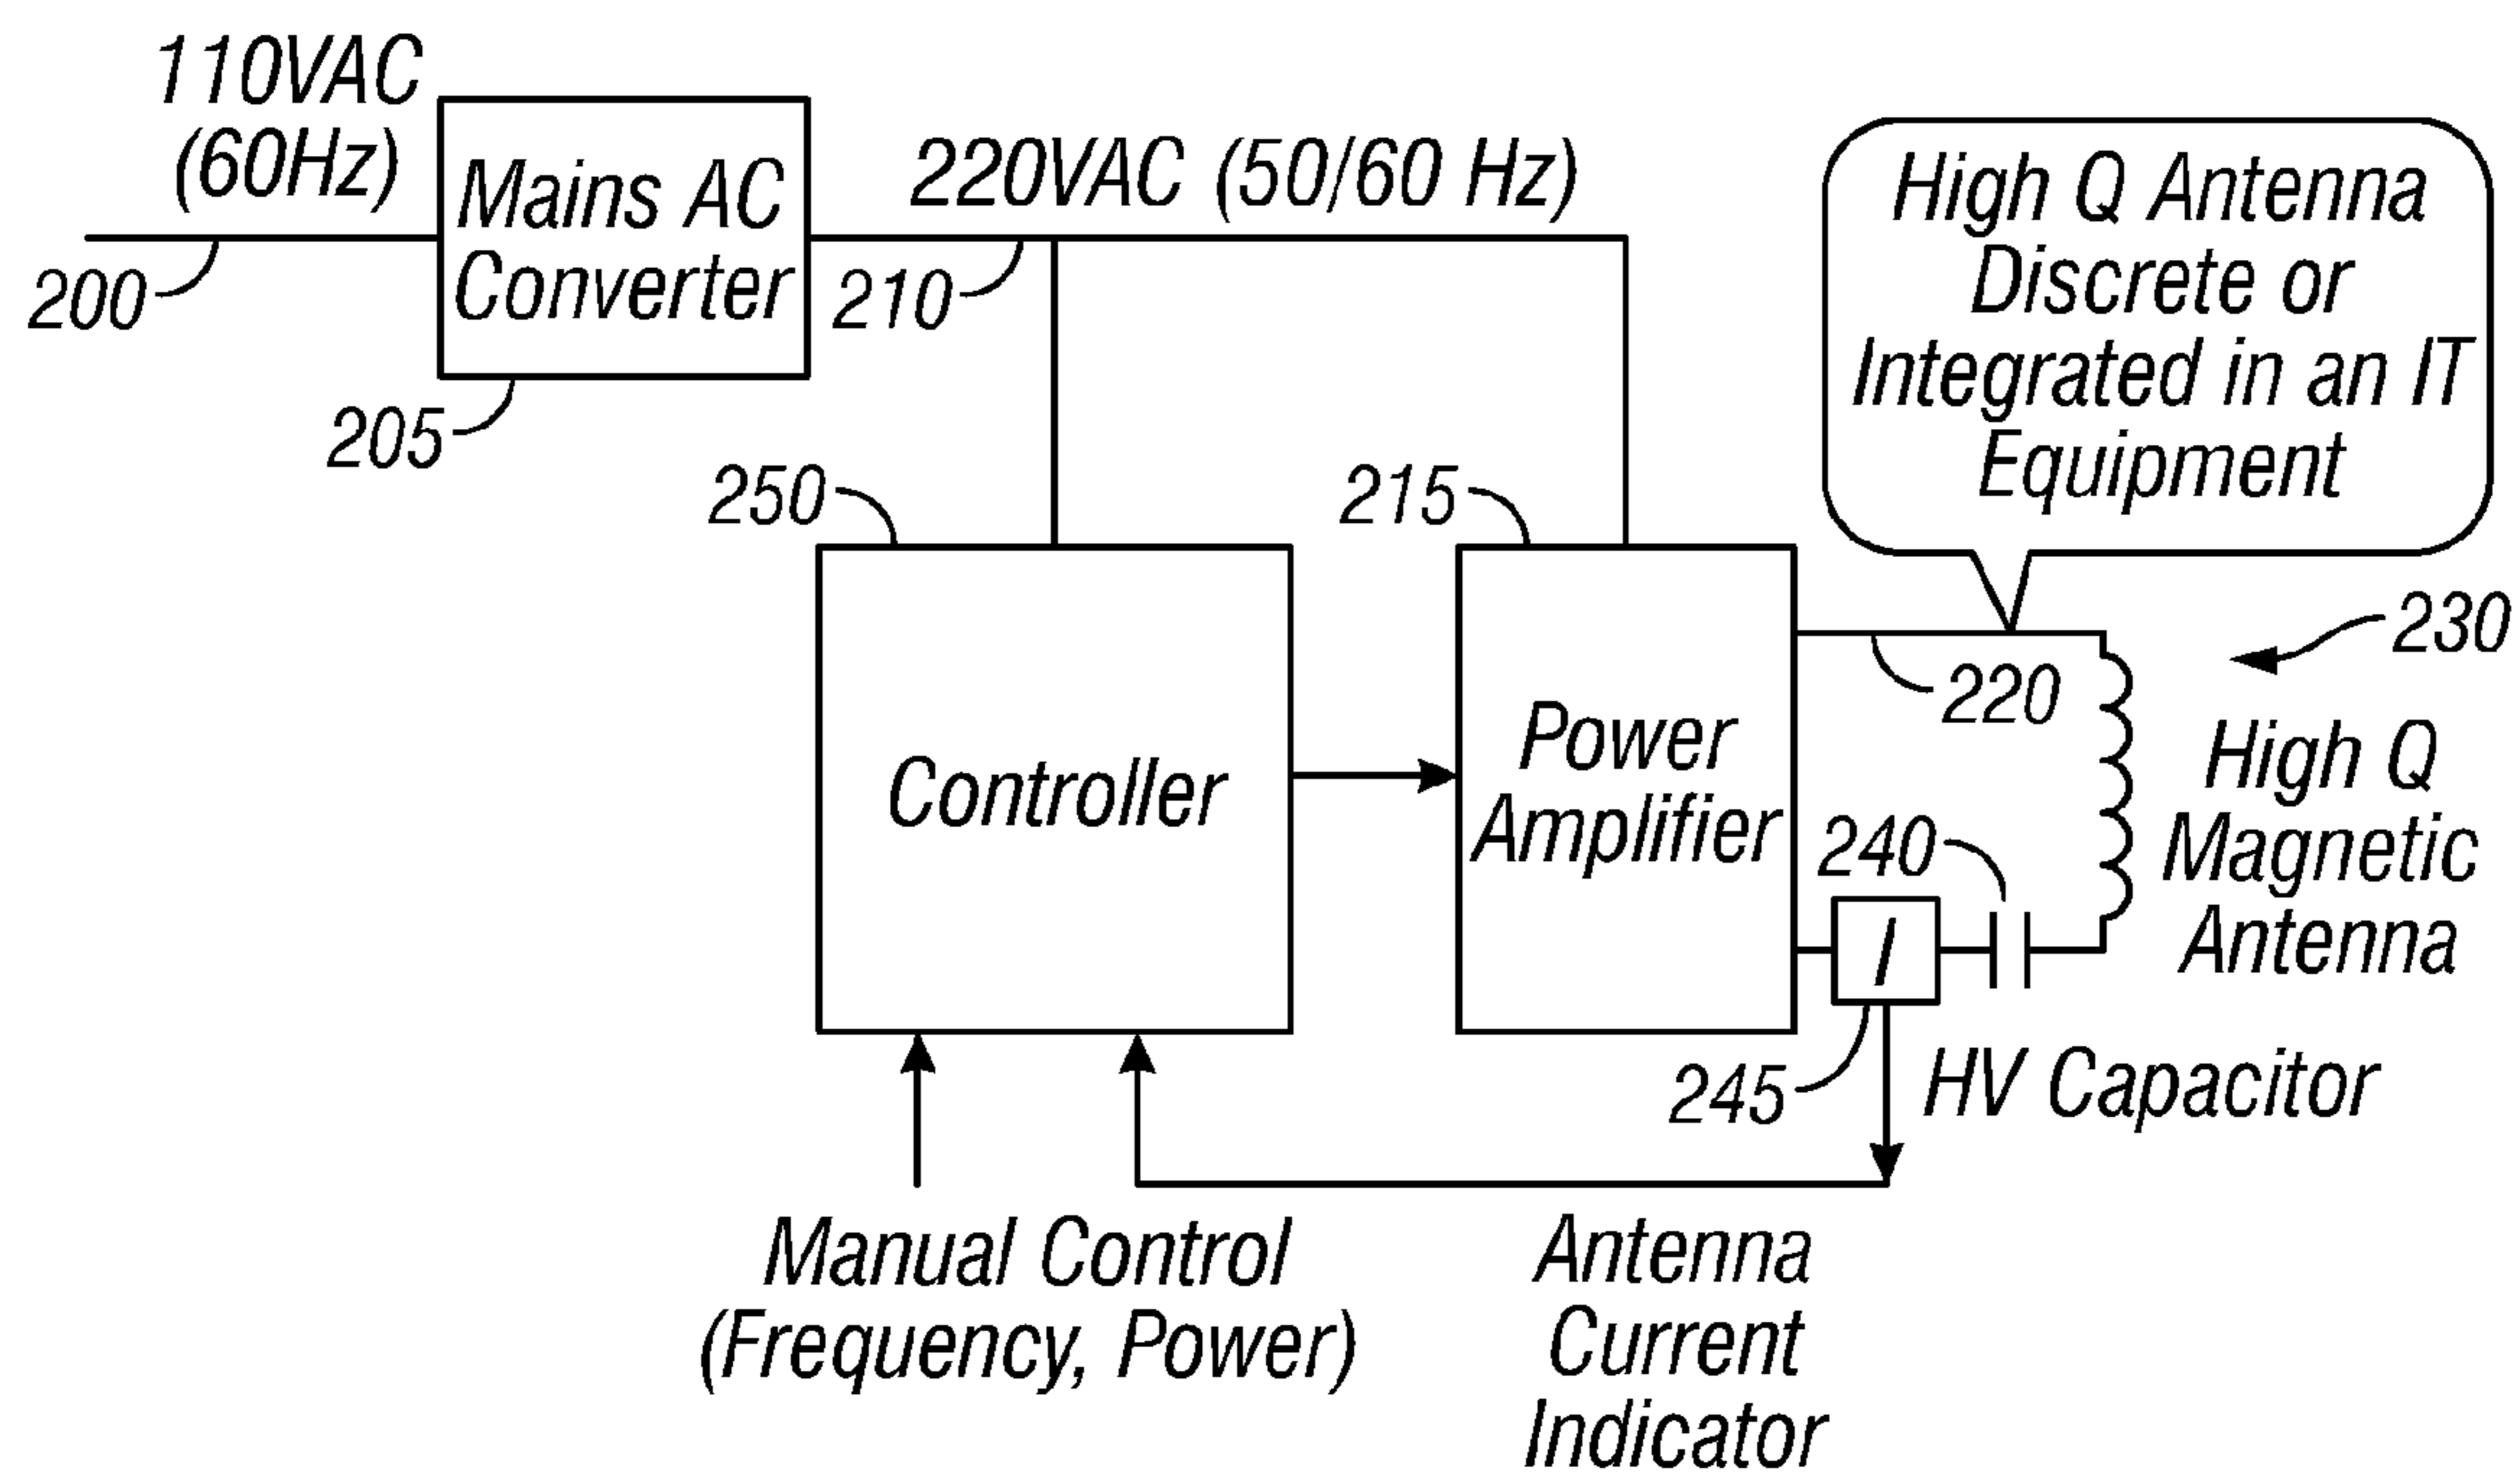 110VAC
(60Hz)
200
Mains AC
Converter
205
220VAC (50/60 Hz)
210
High Q Antenna
Discrete or
Integrated in an IT
Equipment
250
Controller
215
Power
Amplifier
220
230
High Q
Magnetic
Antenna
240
I
245
HV Capacitor
Manual Control
(Frequency, Power)
Antenna
Current
Indicator